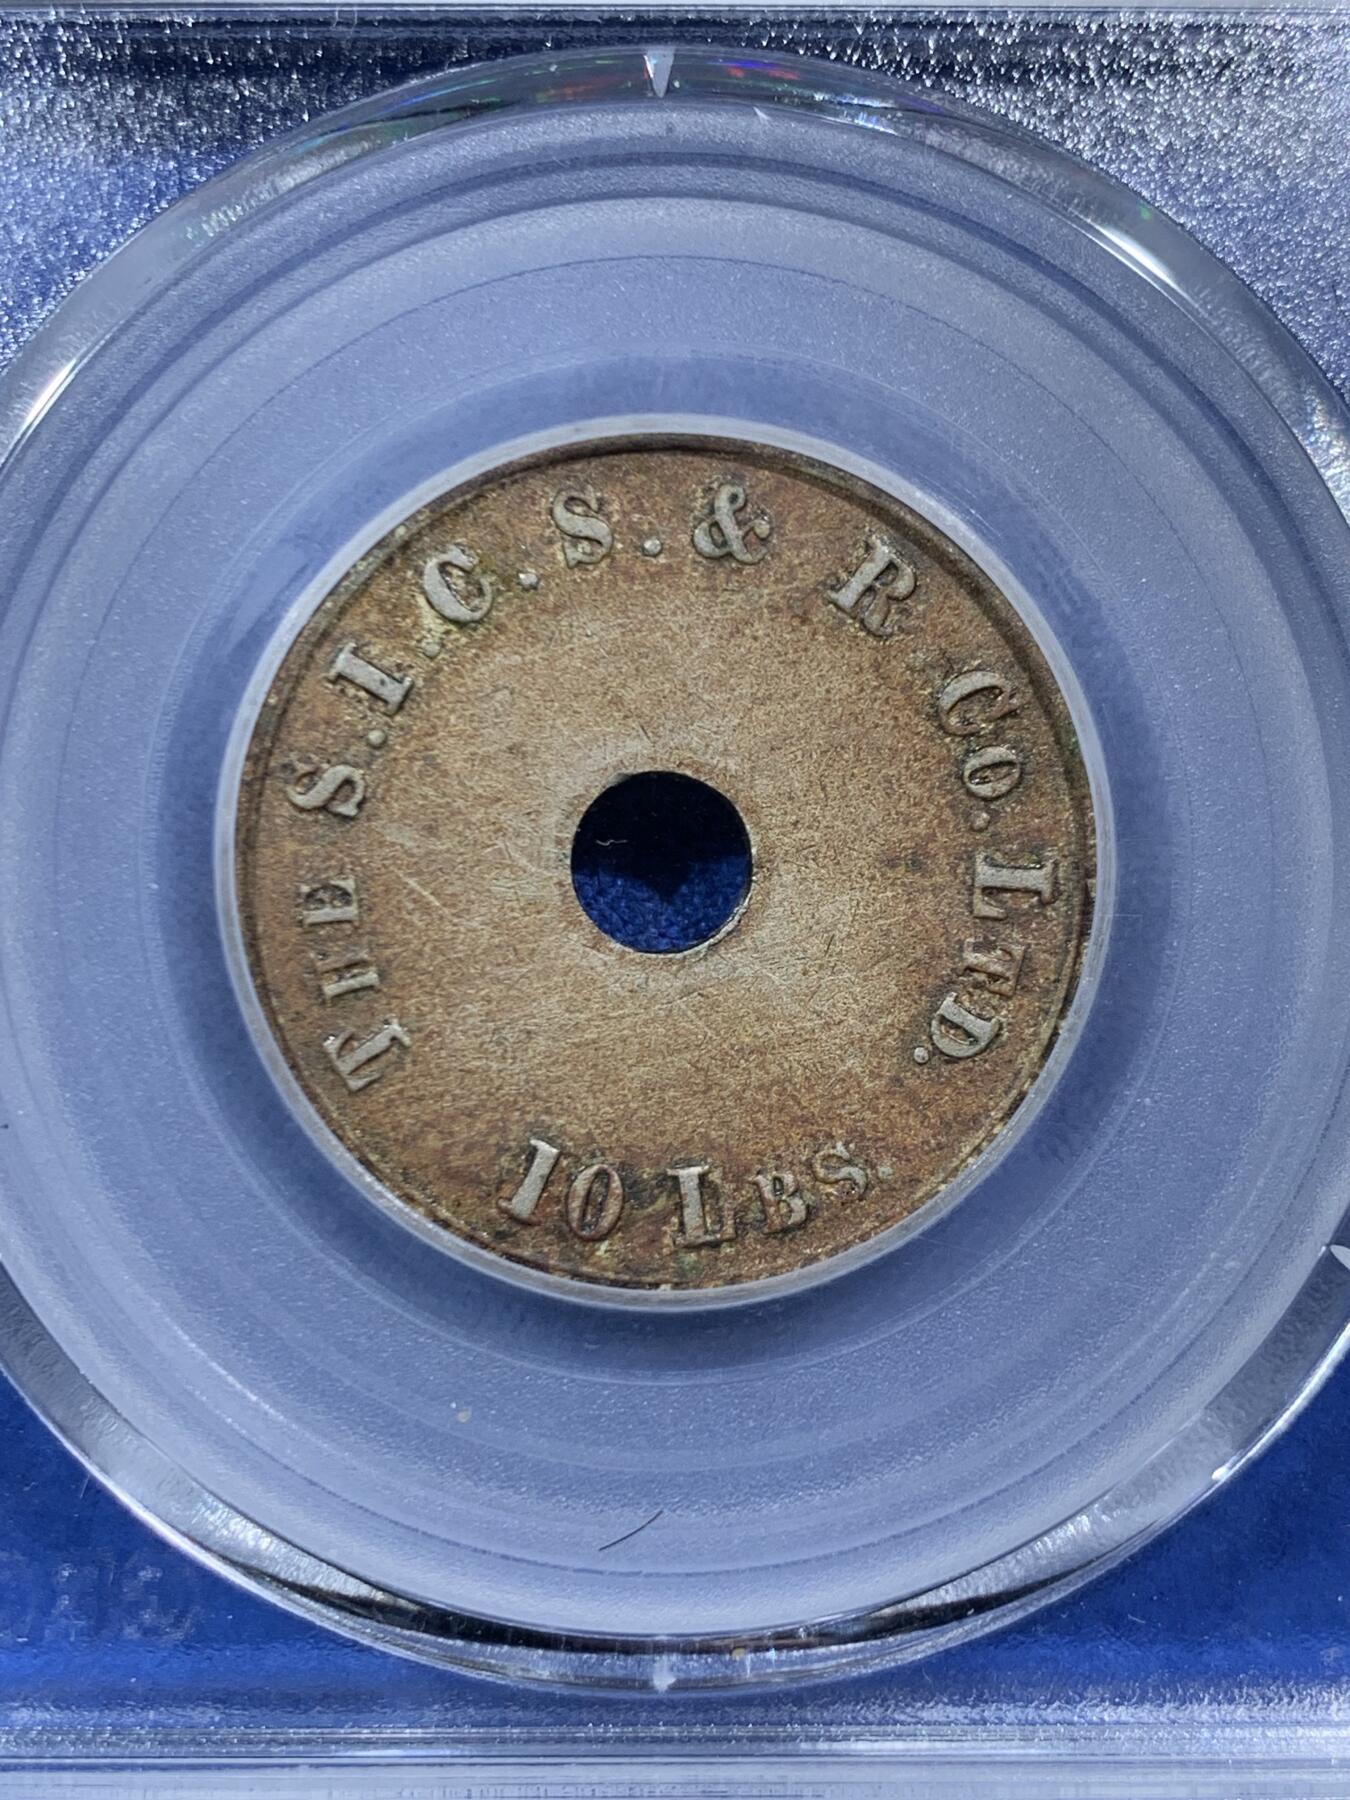 THE S.I.C.S. & R Co. LTD.
10 LBS.